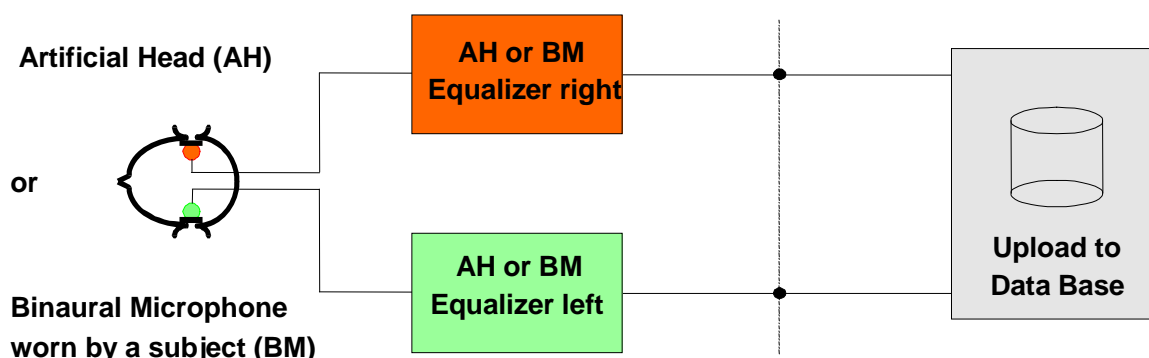 Artificial Head (AH)
or
Binaural Microphone
worn by a subject (BM)
AH or BM
Equalizer right
AH or BM
Equalizer left
Upload to
Data Base